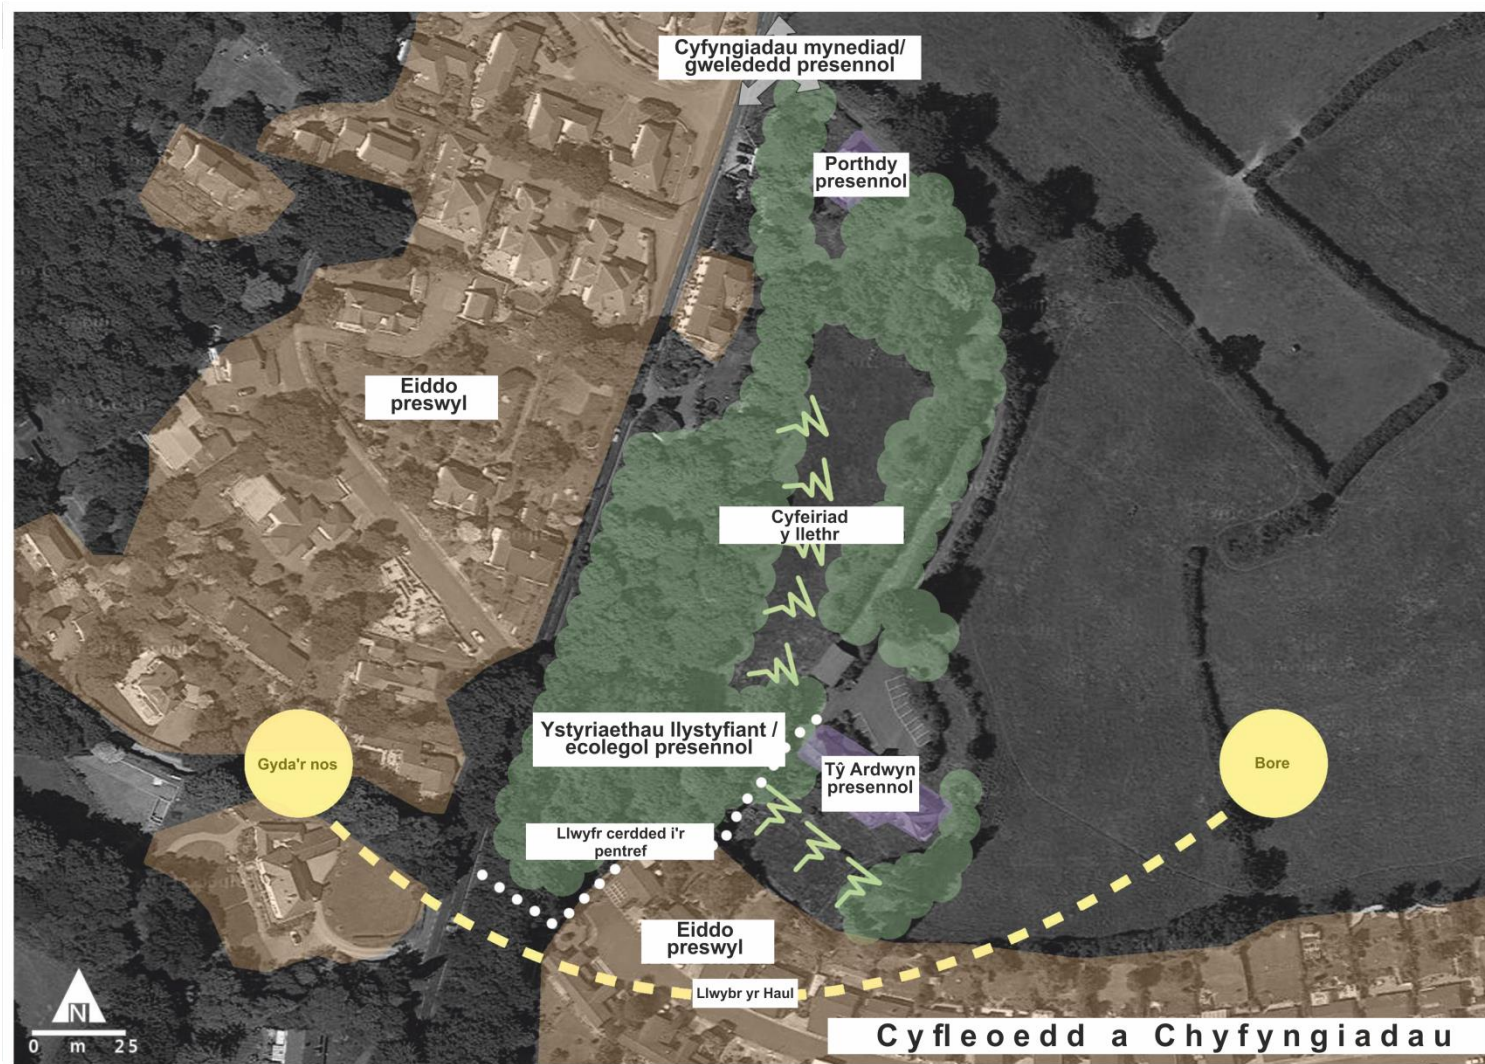 Cyfyngiadau mynediad/
gwelededd presennol
Porthdy
presennol
Eiddo
preswyl
Cyfeiriad
y llethr
Ystyriaethau llystyfiant /
ecolegol presennol
Gyda'r nos
Tŷ Ardwyn
presennol
Bore
Llwyfr cerdded i'r
pentref
Eiddo
preswyl
Llwybr yr Haul
N
0 m 25
Cyfleoedd a Chyfyngiadau